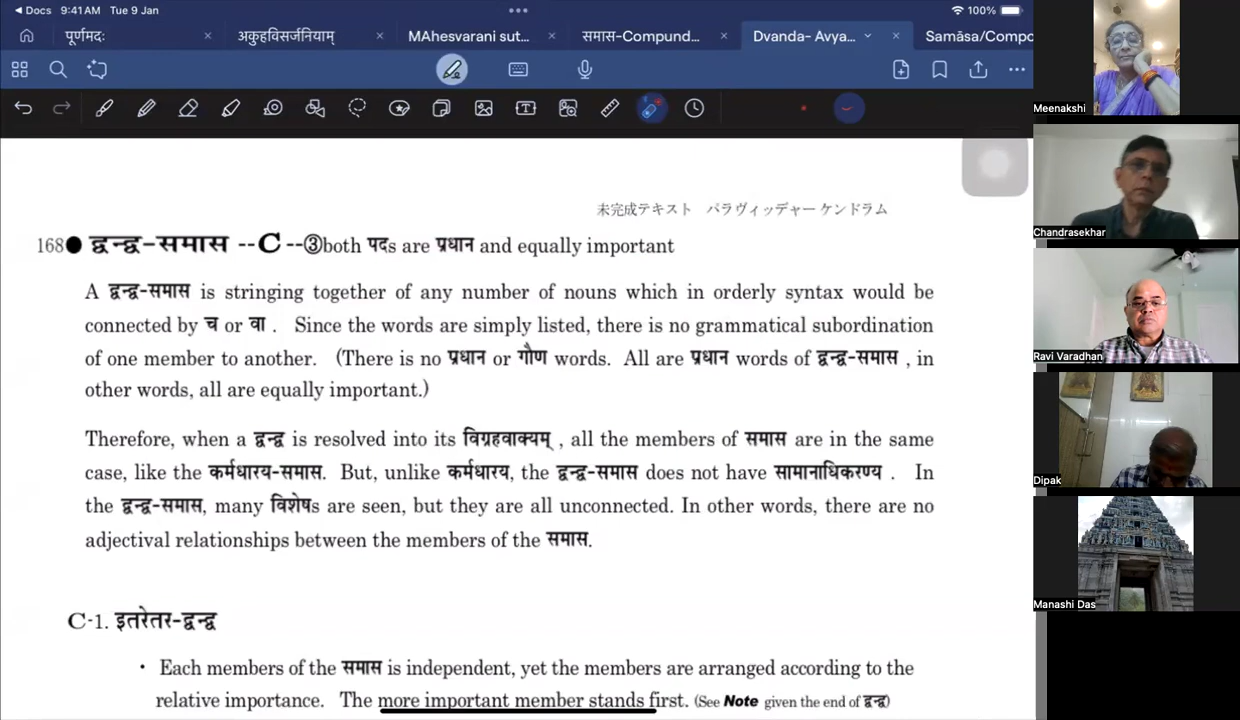 Docs 9:41 AM Tue 9 Jan
100%
पूर्णमदः
अकुहविसर्जनियाम्
MAhesvarani sut...
समास-Compund...
Dvanda- Avya...
Samāsa/Compo
Meenakshi
Chandrasekhar
Ravi Varadhan
Dipak
Manashi Das
未完成テキスト パラヴィッデャー ケンドラム
168● द्वन्द्व-समास --C --③both पदs are प्रधान and equally important
A द्वन्द्व-समास is stringing together of any number of nouns which in orderly syntax would be
connected by च or वा . Since the words are simply listed, there is no grammatical subordination
of one member to another. (There is no प्रधान or गौण words. All are प्रधान words of द्वन्द्व-समास , in
other words, all are equally important.)
Therefore, when a द्वन्द्व is resolved into its विग्रहवाक्यम् , all the members of समास are in the same
case, like the कर्मधारय-समास. But, unlike कर्मधारय, the द्वन्द्व-समास does not have सामानाधिकरण्य . In
the द्वन्द्व-समास, many विशेषs are seen, but they are all unconnected. In other words, there are no
adjectival relationships between the members of the समास.
C-1. इतरेतर-द्वन्द्व
・ Each members of the समास is independent, yet the members are arranged according to the
relative importance. The more important member stands first. (See Note given the end of द्वन्द्व)